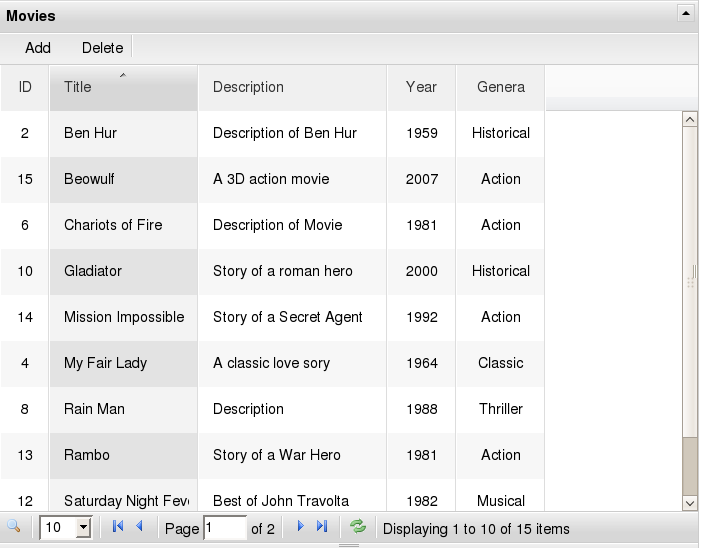 Movies
Add Delete
ID Title Description Year Genera
2 Ben Hur Description of Ben Hur 1959 Historical
15 Beowulf A 3D action movie 2007 Action
6 Chariots of Fire Description of Movie 1981 Action
10 Gladiator Story of a roman hero 2000 Historical
14 Mission Impossible Story of a Secret Agent 1992 Action
4 My Fair Lady A classic love sory 1964 Classic
8 Rain Man Description 1988 Thriller
13 Rambo Story of a War Hero 1981 Action
12 Saturday Night Feve Best of John Travolta 1982 Musical
10 Page 1 of 2 Displaying 1 to 10 of 15 items